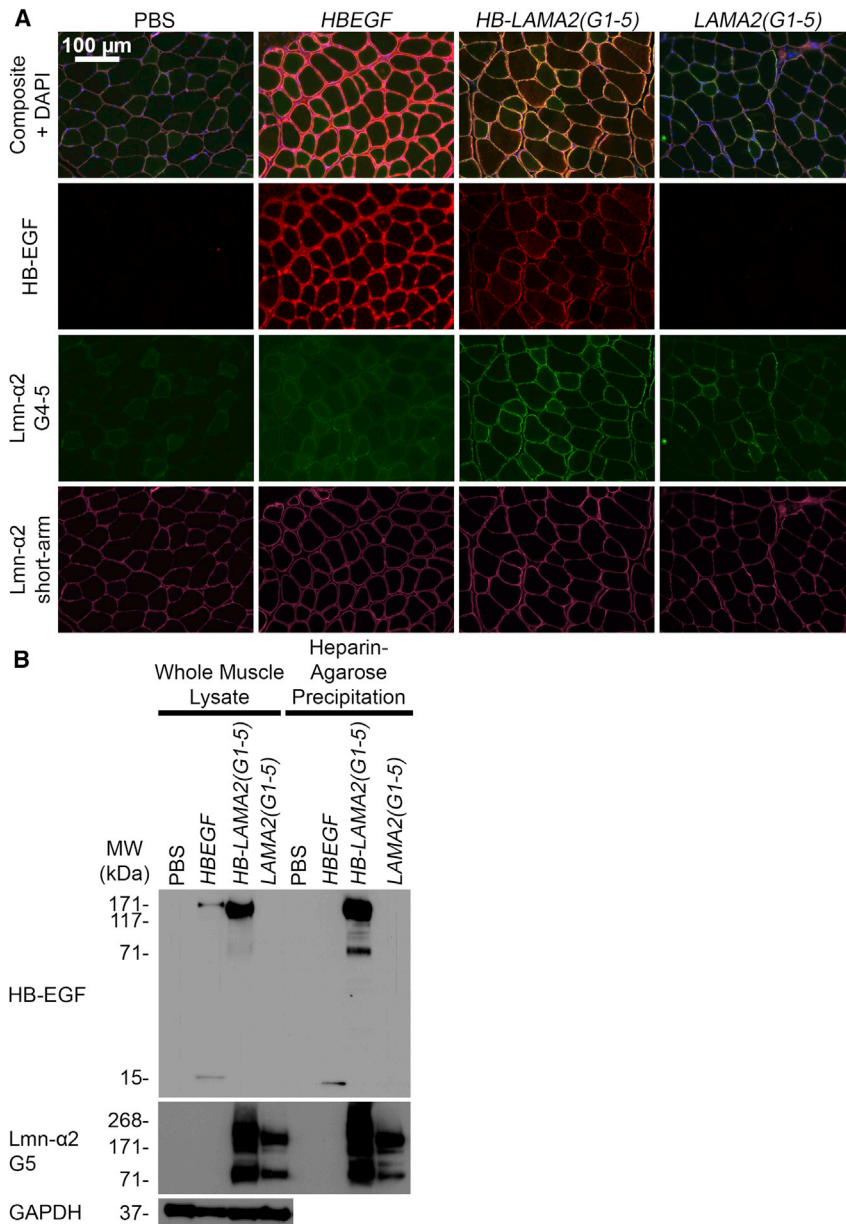 A
PBS
HBEGF
HB-LAMA2(G1-5)
LAMA2(G1-5)
100 µm
Composite
+ DAPI
HB-EGF
Lmn-α2
G4-5
Lmn-α2
short-arm
B
Whole Muscle
Lysate
Heparin-
Agarose
Precipitation
MW
(kDa)
PBS
HBEGF
HB-LAMA2(G1-5)
LAMA2(G1-5)
PBS
HBEGF
HB-LAMA2(G1-5)
LAMA2(G1-5)
HB-EGF
171-
117-
71-
15-
Lmn-α2
G5
268-
171-
71-
GAPDH
37-